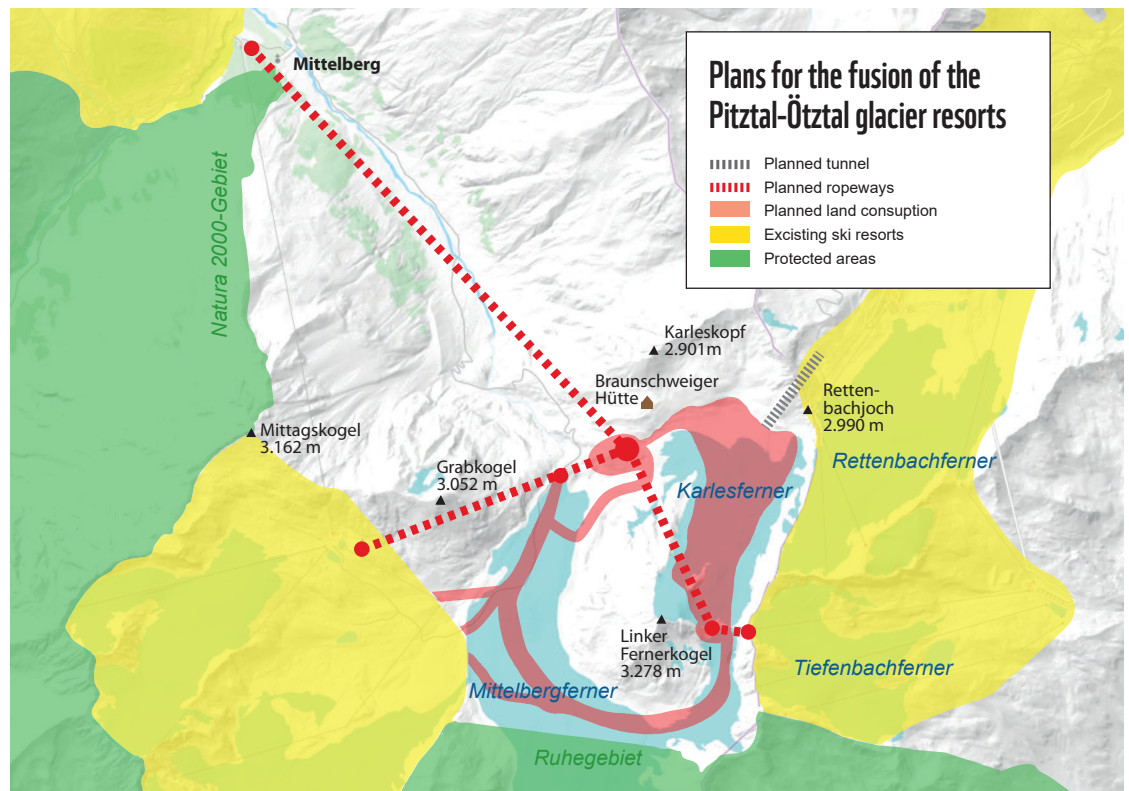 Mittelberg
Plans for the fusion of the
Pitztal-Ötztal glacier resorts
Planned tunnel
Planned ropeways
Planned land consuption
Excisting ski resorts
Protected areas
Natura 2000-Gebiet
Karleskopf
2.901m
Braunschweiger
Hütte
Retten-
bachjoch
2.990 m
Mittagskogel
3.162 m
Grabkogel
3.052 m
Rettenbachferner
Karlesferner
Linker
Fernerkogel
3.278 m
Tiefenbachferner
Mittelbergferner
Ruhegebiet